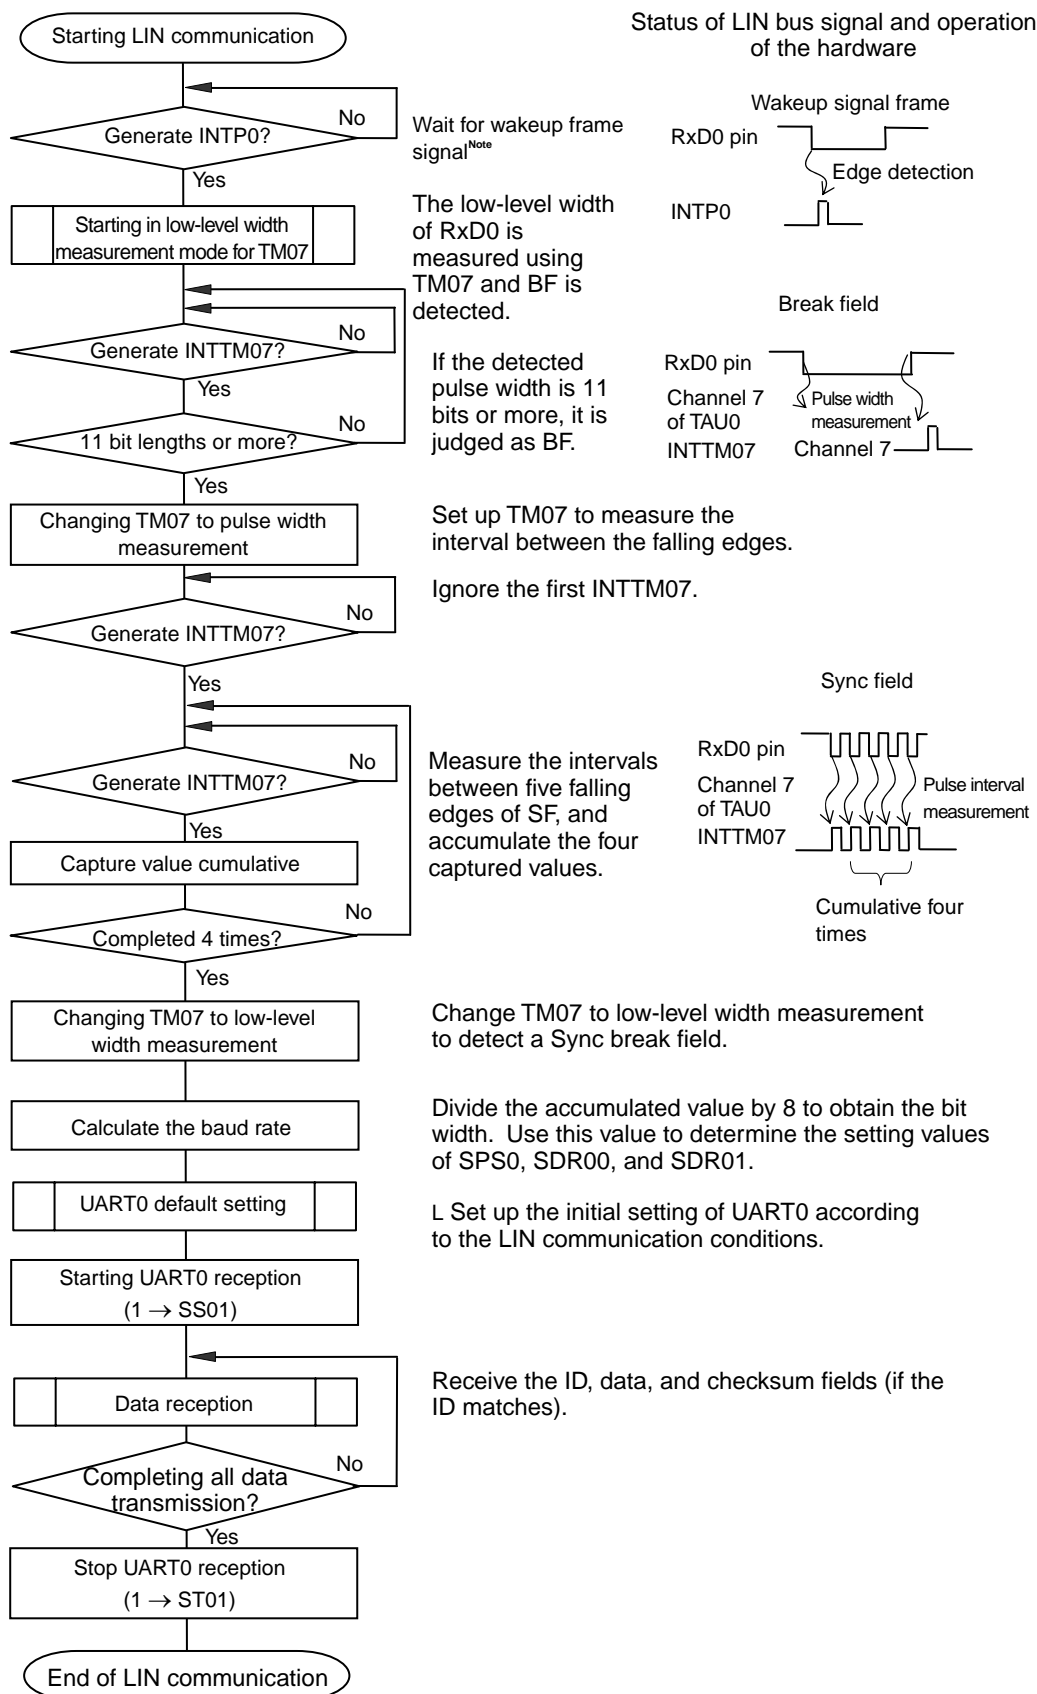 Starting LIN communication
Status of LIN bus signal and operation
of the hardware
Generate INTP0?
No
Yes
Wait for wakeup frame
signalNote
Wakeup signal frame
RxD0 pin
Edge detection
INTP0
Starting in low-level width
measurement mode for TM07
The low-level width
of RxD0 is
measured using
TM07 and BF is
detected.
Generate INTTM07?
No
Yes
Break field
RxD0 pin
Channel 7
of TAU0
INTTM07
Pulse width
measurement
Channel 7
11 bit lengths or more?
No
Yes
If the detected
pulse width is 11
bits or more, it is
judged as BF.
Changing TM07 to pulse width
measurement
Set up TM07 to measure the
interval between the falling edges.
Generate INTTM07?
No
Yes
Ignore the first INTTM07.
Sync field
Generate INTTM07?
No
Yes
Measure the intervals
between five falling
edges of SF, and
accumulate the four
captured values.
RxD0 pin
Channel 7
of TAU0
INTTM07
Pulse interval
measurement
Cumulative four
times
Capture value cumulative
Completed 4 times?
No
Yes
Changing TM07 to low-level
width measurement
Change TM07 to low-level width measurement
to detect a Sync break field.
Calculate the baud rate
Divide the accumulated value by 8 to obtain the bit
width. Use this value to determine the setting values
of SPS0, SDR00, and SDR01.
UART0 default setting
L Set up the initial setting of UART0 according
to the LIN communication conditions.
Starting UART0 reception
(1 → SS01)
Data reception
Receive the ID, data, and checksum fields (if the
ID matches).
Completing all data
transmission?
No
Yes
Stop UART0 reception
(1 → ST01)
End of LIN communication